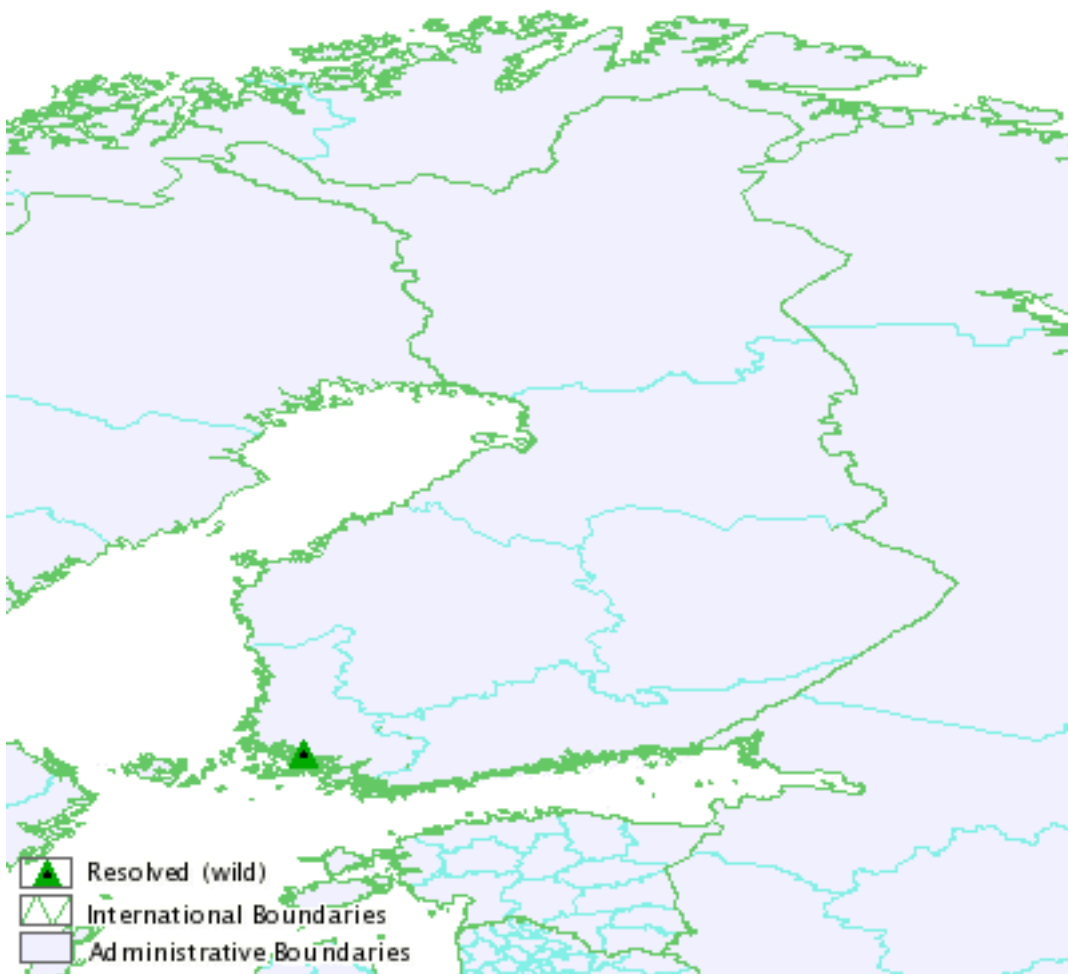 Resolved (wild)
International Boundaries
Administrative Boundaries